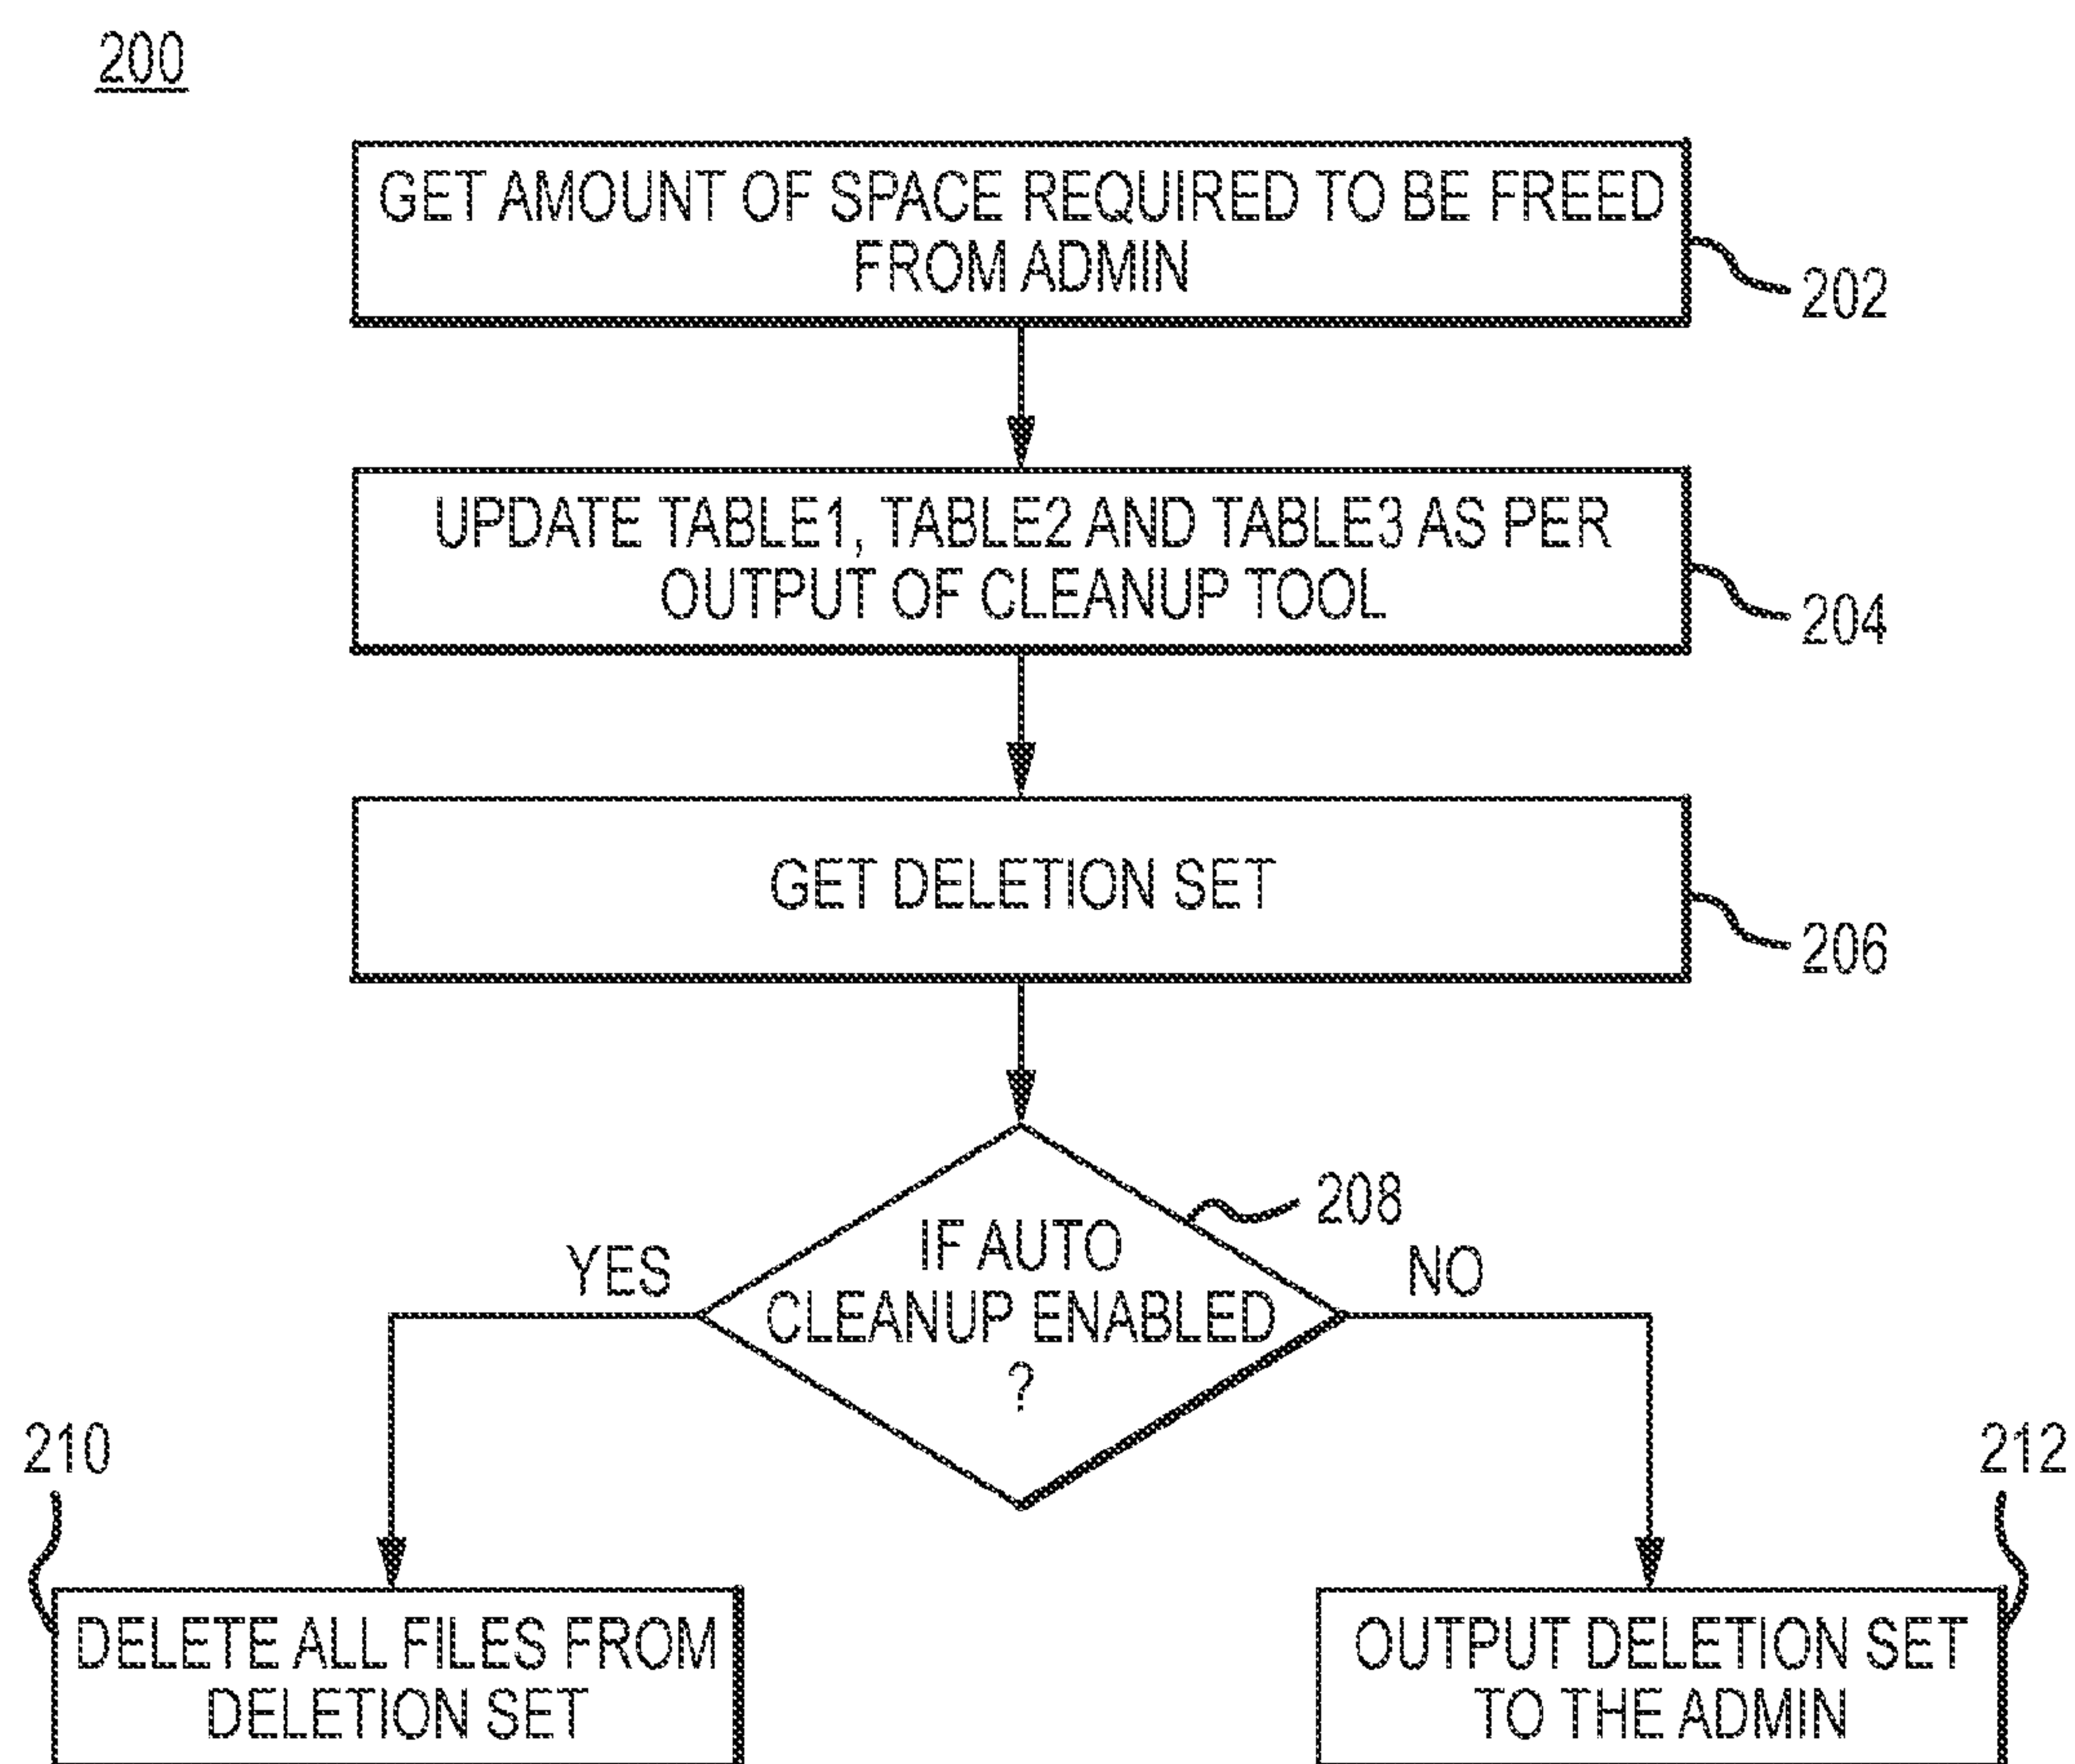 200
GET AMOUNT OF SPACE REQUIRED TO BE FREED
FROM ADMIN
202
UPDATE TABLE1, TABLE2 AND TABLE3 AS PER
OUTPUT OF CLEANUP TOOL
204
GET DELETION SET
206
208
IF AUTO
CLEANUP ENABLED
?
YES
NO
210
212
DELETE ALL FILES FROM
DELETION SET
OUTPUT DELETION SET
TO THE ADMIN